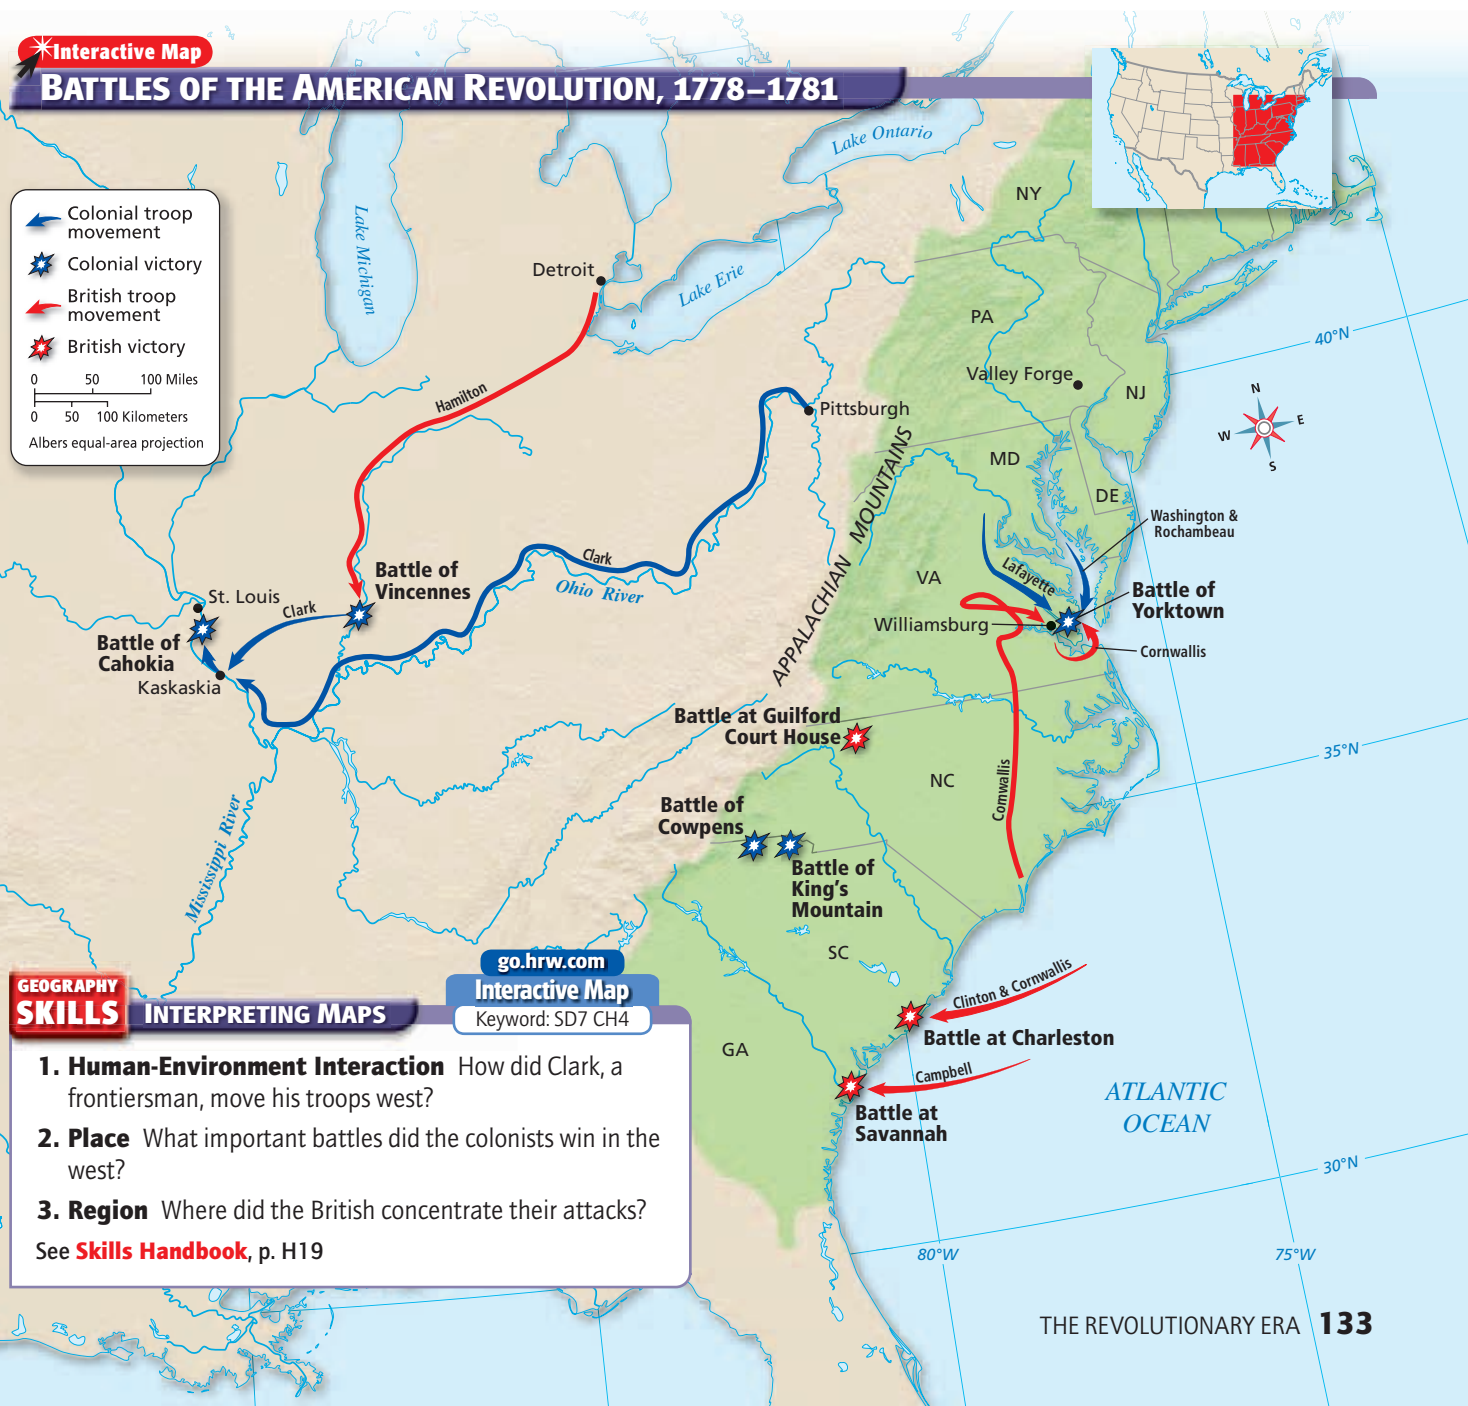 Interactive Map
BATTLES OF THE AMERICAN REVOLUTION, 1778–1781
Colonial troop
movement
Colonial victory
British troop
movement
British victory
0 50 100 Miles
0 50 100 Kilometers
Albers equal-area projection
Lake Michigan
Lake Ontario
Lake Erie
Detroit
Hamilton
Pittsburgh
NY
PA
Valley Forge
NJ
MD
DE
40°N
N
E
S
W
APPALACHIAN MOUNTAINS
Washington &
Rochambeau
Lafayette
VA
Battle of
Yorktown
Williamsburg
Cornwallis
Clark
Ohio River
Battle of
Vincennes
St. Louis
Clark
Battle of
Cahokia
Kaskaskia
Mississippi River
Battle at Guilford
Court House
NC
Cornwallis
35°N
Battle of
Cowpens
Battle of
King's
Mountain
SC
Clinton & Cornwallis
Battle at Charleston
GA
Campbell
Battle at
Savannah
ATLANTIC
OCEAN
30°N
80°W
75°W
go.hrw.com
Interactive Map
Keyword: SD7 CH4
GEOGRAPHY
SKILLS
INTERPRETING MAPS
1. Human-Environment Interaction How did Clark, a
frontiersman, move his troops west?
2. Place What important battles did the colonists win in the
west?
3. Region Where did the British concentrate their attacks?
See Skills Handbook, p. H19
THE REVOLUTIONARY ERA 133